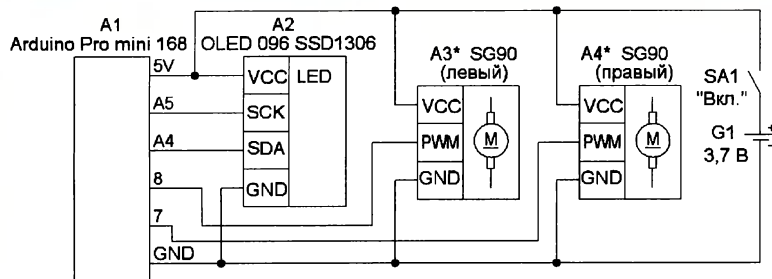 A1
Arduino Pro mini 168
5V
A5
A4
8
7
GND
A2
OLED 096 SSD1306
VCC LED
SCK
SDA
GND
A3* SG90
(левый)
VCC
PWM
GND
M
A4* SG90
(правый)
VCC
PWM
GND
M
SA1
"Вкл."
G1
3,7 В
+